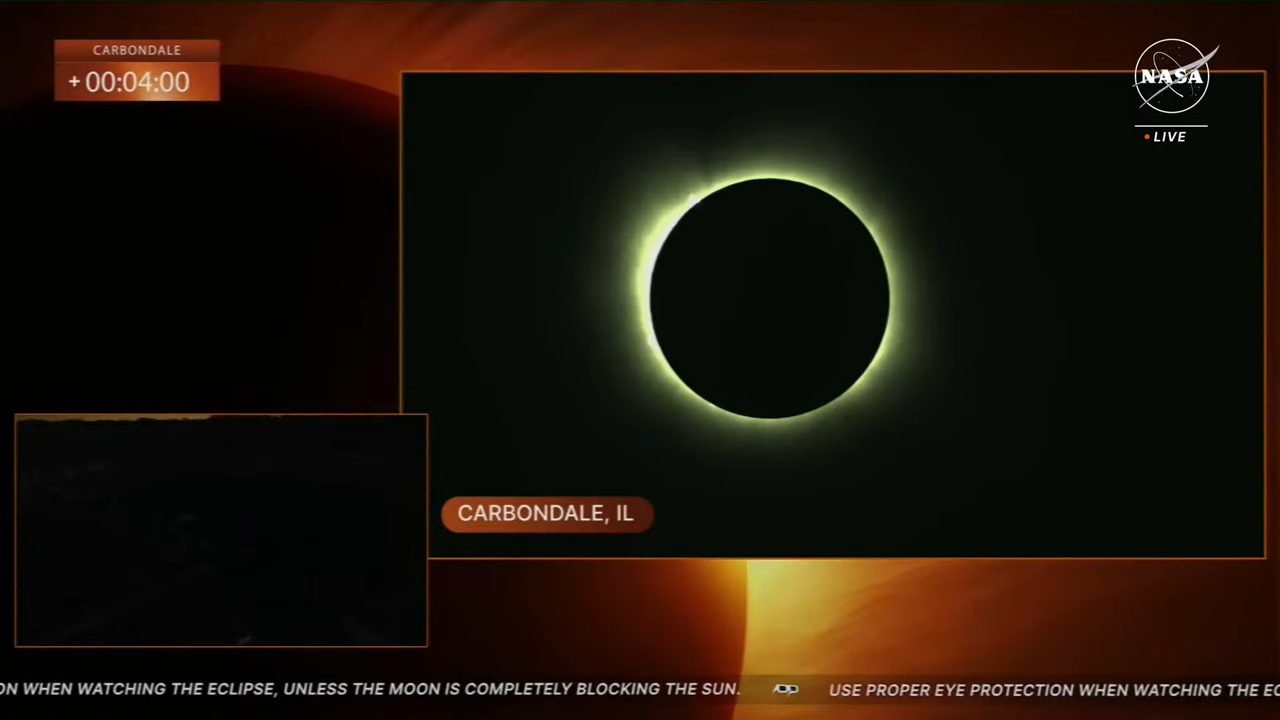 CARBONDALE
+ 00:04:00
NASA
LIVE
CARBONDALE, IL
ON WHEN WATCHING THE ECLIPSE, UNLESS THE MOON IS COMPLETELY BLOCKING THE SUN. USE PROPER EYE PROTECTION WHEN WATCHING THE EC